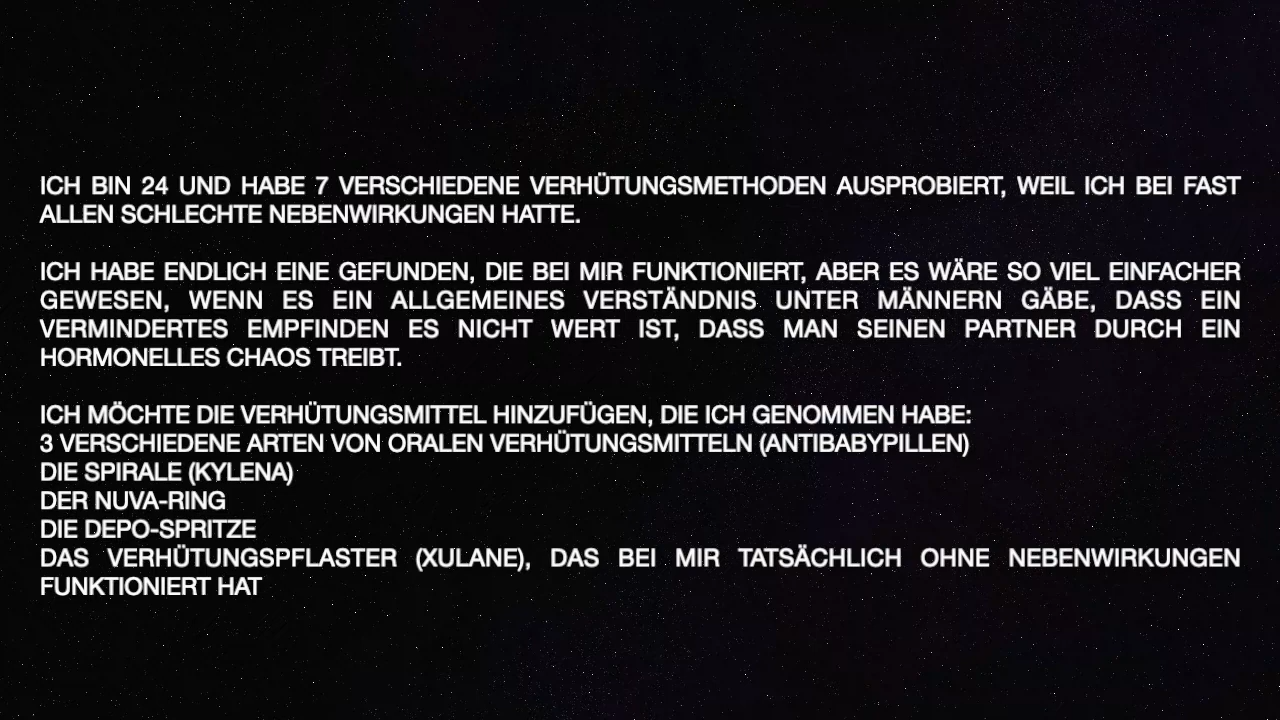 ICH BIN 24 UND HABE 7 VERSCHIEDENE VERHÜTUNGSMETHODEN AUSPROBIERT, WEIL ICH BEI FAST
ALLEN SCHLECHTE NEBENWIRKUNGEN HATTE.
ICH HABE ENDLICH EINE GEFUNDEN, DIE BEI MIR FUNKTIONIERT, ABER ES WÄRE SO VIEL EINFACHER
GEWESEN, WENN ES EIN ALLGEMEINES VERSTÄNDNIS UNTER MÄNNERN GÄBE, DASS EIN
VERMINDERTES EMPFINDEN ES NICHT WERT IST, DASS MAN SEINEN PARTNER DURCH EIN
HORMONELLES CHAOS TREIBT.
ICH MÖCHTE DIE VERHÜTUNGSMITTEL HINZUFÜGEN, DIE ICH GENOMMEN HABE:
3 VERSCHIEDENE ARTEN VON ORALEN VERHÜTUNGSMITTELN (ANTIBABYPILLEN)
DIE SPIRALE (KYLENA)
DER NUVA-RING
DIE DEPO-SPRITZE
DAS VERHÜTUNGSPFLASTER (XULANE), DAS BEI MIR TATSÄCHLICH OHNE NEBENWIRKUNGEN
FUNKTIONIERT HAT